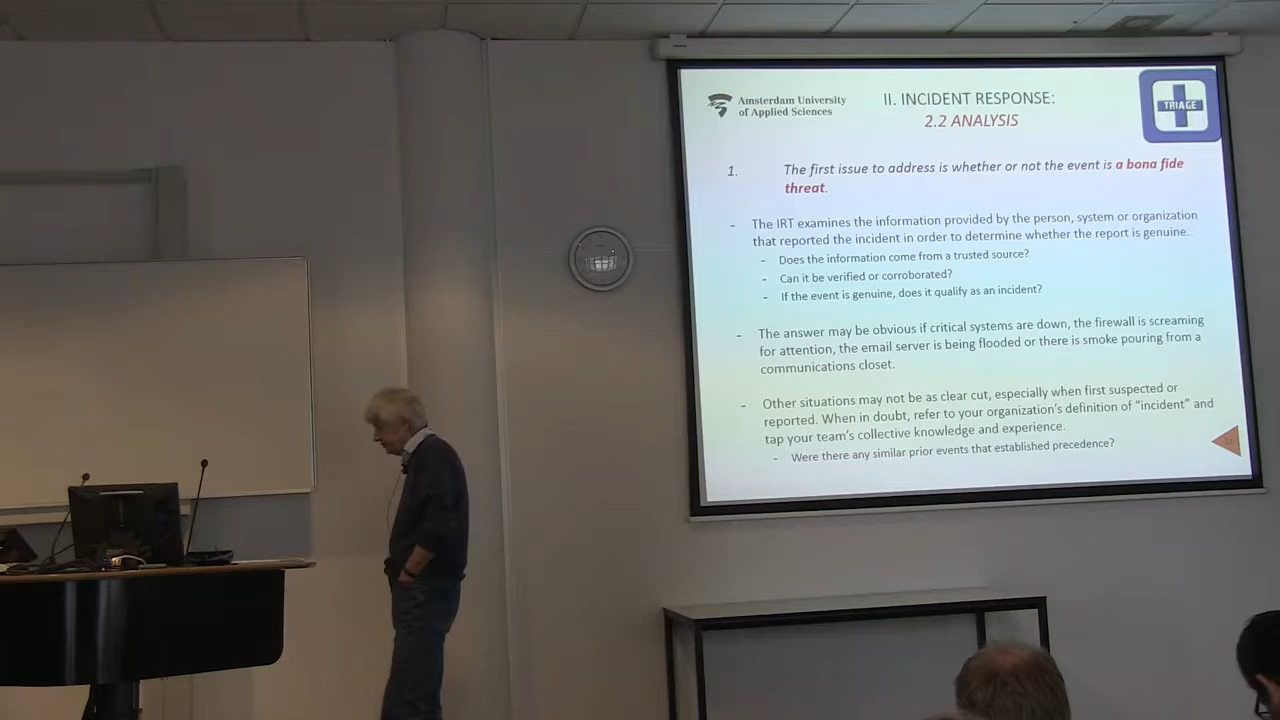 Amsterdam University
of Applied Sciences
II. INCIDENT RESPONSE:
2.2 ANALYSIS
TRIAGE
1. The first issue to address is whether or not the event is a bona fide
threat.
- The IRT examines the information provided by the person, system or organization
that reported the incident in order to determine whether the report is genuine.
- Does the information come from a trusted source?
- Can it be verified or corroborated?
- If the event is genuine, does it qualify as an incident?
- The answer may be obvious if critical systems are down, the firewall is screaming
for attention, the email server is being flooded or there is smoke pouring from a
communications closet.
- Other situations may not be as clear cut, especially when first suspected or
reported. When in doubt, refer to your organization's definition of "incident" and
tap your team's collective knowledge and experience.
- Were there any similar prior events that established precedence?